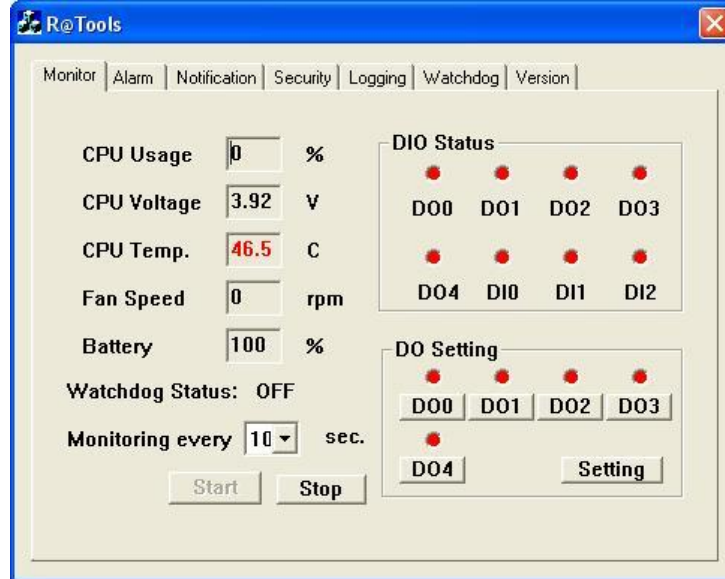 R@Tools
Monitor Alarm Notification Security Logging Watchdog Version
CPU Usage 0 %
CPU Voltage 3.92 V
CPU Temp. 46.5 C
Fan Speed 0 rpm
Battery 100 %
Watchdog Status: OFF
Monitoring every 10 sec.
Start Stop
DIO Status
DO0 DO1 DO2 DO3
DO4 DI0 DI1 DI2
DO Setting
DO0 DO1 DO2 DO3
DO4 Setting